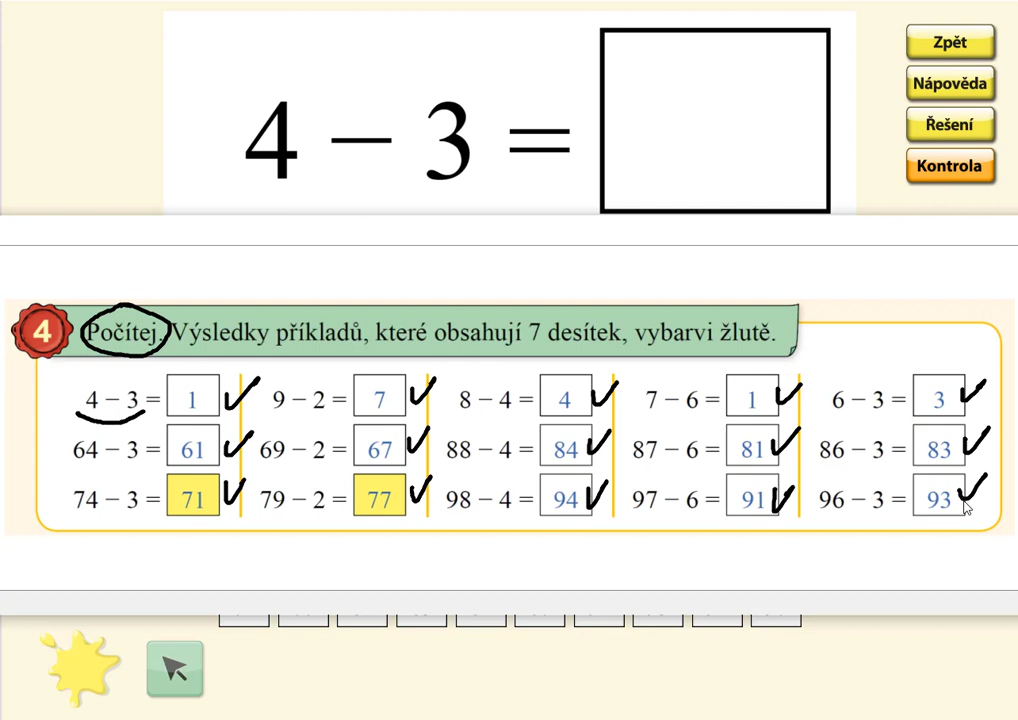 4 − 3 =
Zpět
Nápověda
Řešení
Kontrola
4 Počítej. Výsledky příkladů, které obsahují 7 desítek, vybarvi žlutě.
4 − 3 = 1 9 − 2 = 7 8 − 4 = 4 7 − 6 = 1 6 − 3 = 3
64 − 3 = 61 69 − 2 = 67 88 − 4 = 84 87 − 6 = 81 86 − 3 = 83
74 − 3 = 71 79 − 2 = 77 98 − 4 = 94 97 − 6 = 91 96 − 3 = 93